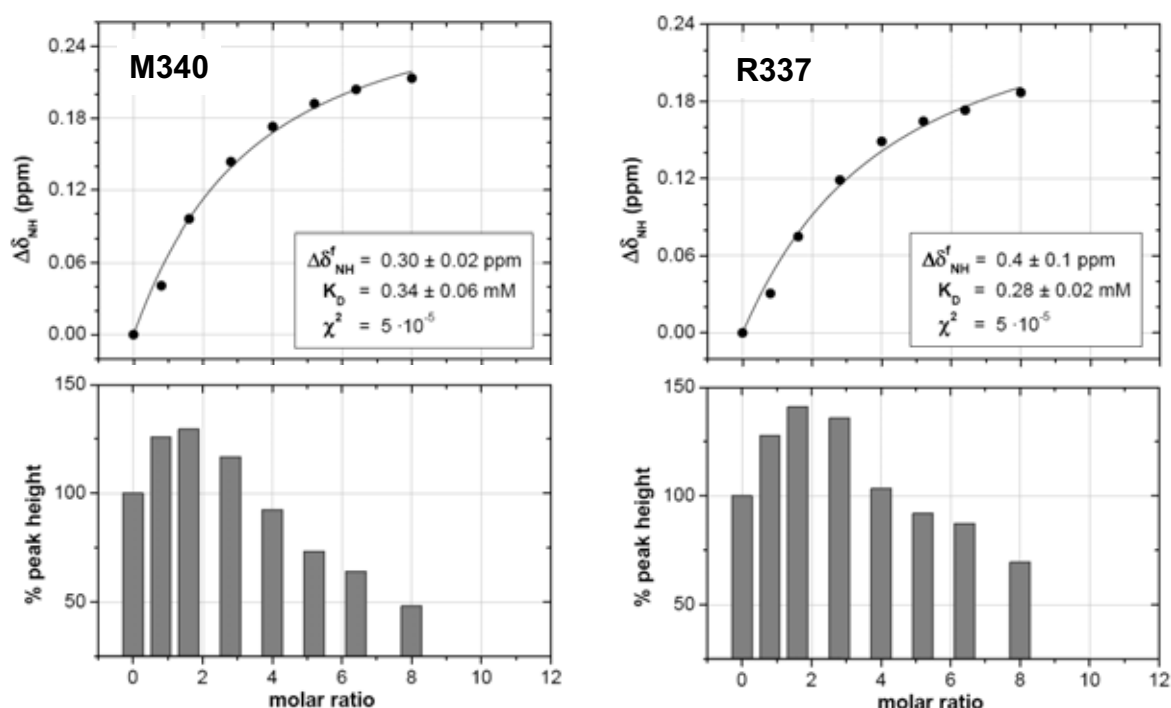 M340
0.24
0.18
0.12
0.06
0.00
Δδ_NH (ppm)
Δδ^f_NH = 0.30 ± 0.02 ppm
K_D = 0.34 ± 0.06 mM
χ^2 = 5 ·10^-5
150
100
50
% peak height
0 2 4 6 8 10 12
molar ratio
R337
0.24
0.18
0.12
0.06
0.00
Δδ_NH (ppm)
Δδ^f_NH = 0.4 ± 0.1 ppm
K_D = 0.28 ± 0.02 mM
χ^2 = 5 ·10^-5
150
100
50
% peak height
0 2 4 6 8 10 12
molar ratio